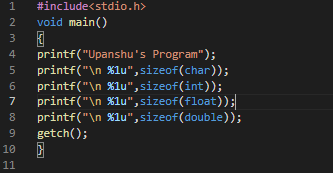 1 #include<stdio.h>
2 void main()
3 {
4 printf("Upanshu's Program");
5 printf("\n %1u",sizeof(char));
6 printf("\n %1u",sizeof(int));
7 printf("\n %1u",sizeof(float));
8 printf("\n %1u",sizeof(double));
9 getch();
10 }
11